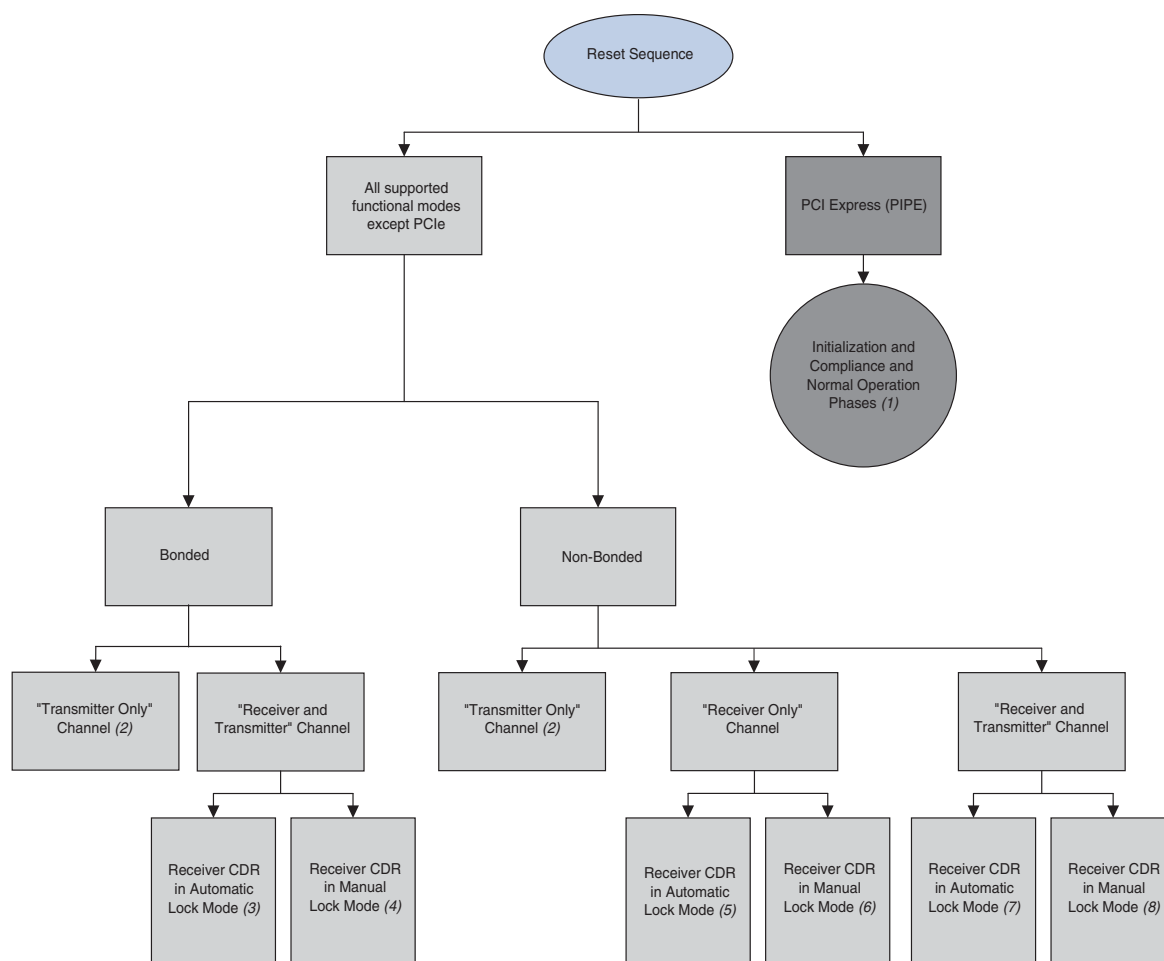 Reset Sequence
All supported
functional modes
except PCIe
PCI Express (PIPE)
Initialization and
Compliance and
Normal Operation
Phases (1)
Bonded
Non-Bonded
"Transmitter Only"
Channel (2)
"Receiver and
Transmitter" Channel
"Transmitter Only"
Channel (2)
"Receiver Only"
Channel
"Receiver and
Transmitter" Channel
Receiver CDR
in Automatic
Lock Mode (3)
Receiver CDR
in Manual
Lock Mode (4)
Receiver CDR
in Automatic
Lock Mode (5)
Receiver CDR
in Manual
Lock Mode (6)
Receiver CDR
in Automatic
Lock Mode (7)
Receiver CDR
in Manual
Lock Mode (8)